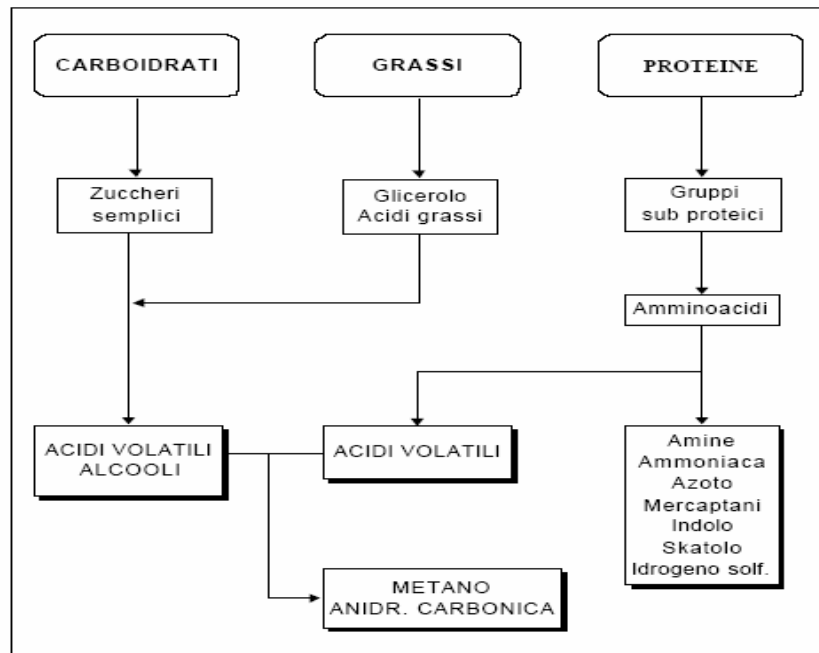 CARBOIDRATI
GRASSI
PROTEINE
Zuccheri
semplici
Glicerolo
Acidi grassi
Gruppi
sub proteici
Amminoacidi
ACIDI VOLATILI
ALCOOLI
ACIDI VOLATILI
Amine
Ammoniaca
Azoto
Mercaptani
Indolo
Skatolo
Idrogeno solf.
METANO
ANIDR. CARBONICA